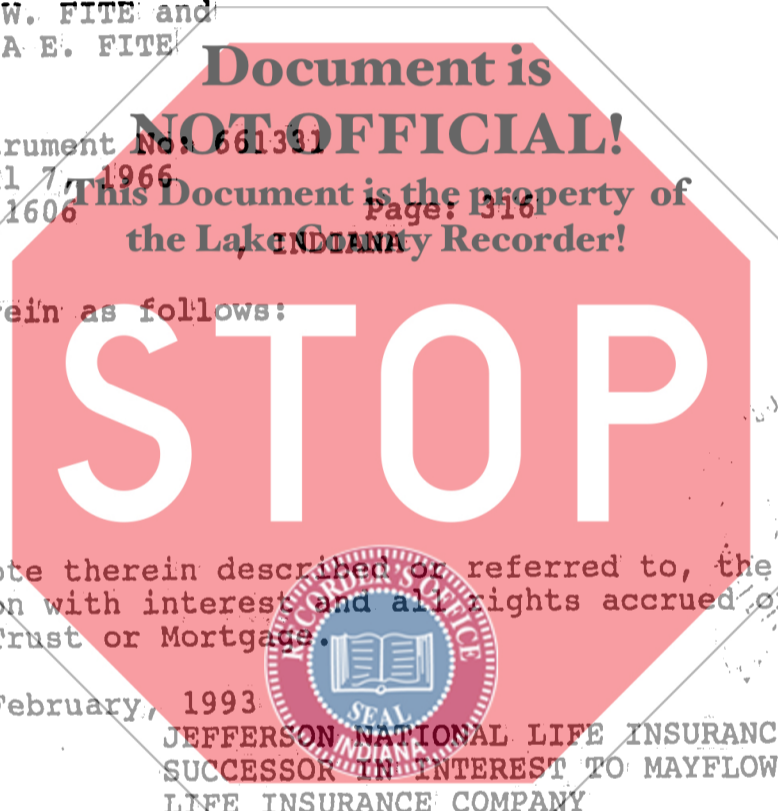 W. FITE and
A E. FITE
Document is
NOT OFFICIAL!
rument No: 661331
l 7, 1966
This Document is the property of
1606 Page: 316
the Lake County Recorder!
, INDIANA
ein as follows:
STOP
ote therein described or referred to, the
on with interest and all rights accrued o
Trust or Mortgage.
RECORDER'S OFFICE
SEAL
INDIANA
February, 1993
JEFFERSON NATIONAL LIFE INSURANC
SUCCESSOR IN INTEREST TO MAYFLOW
LIFE INSURANCE COMPANY